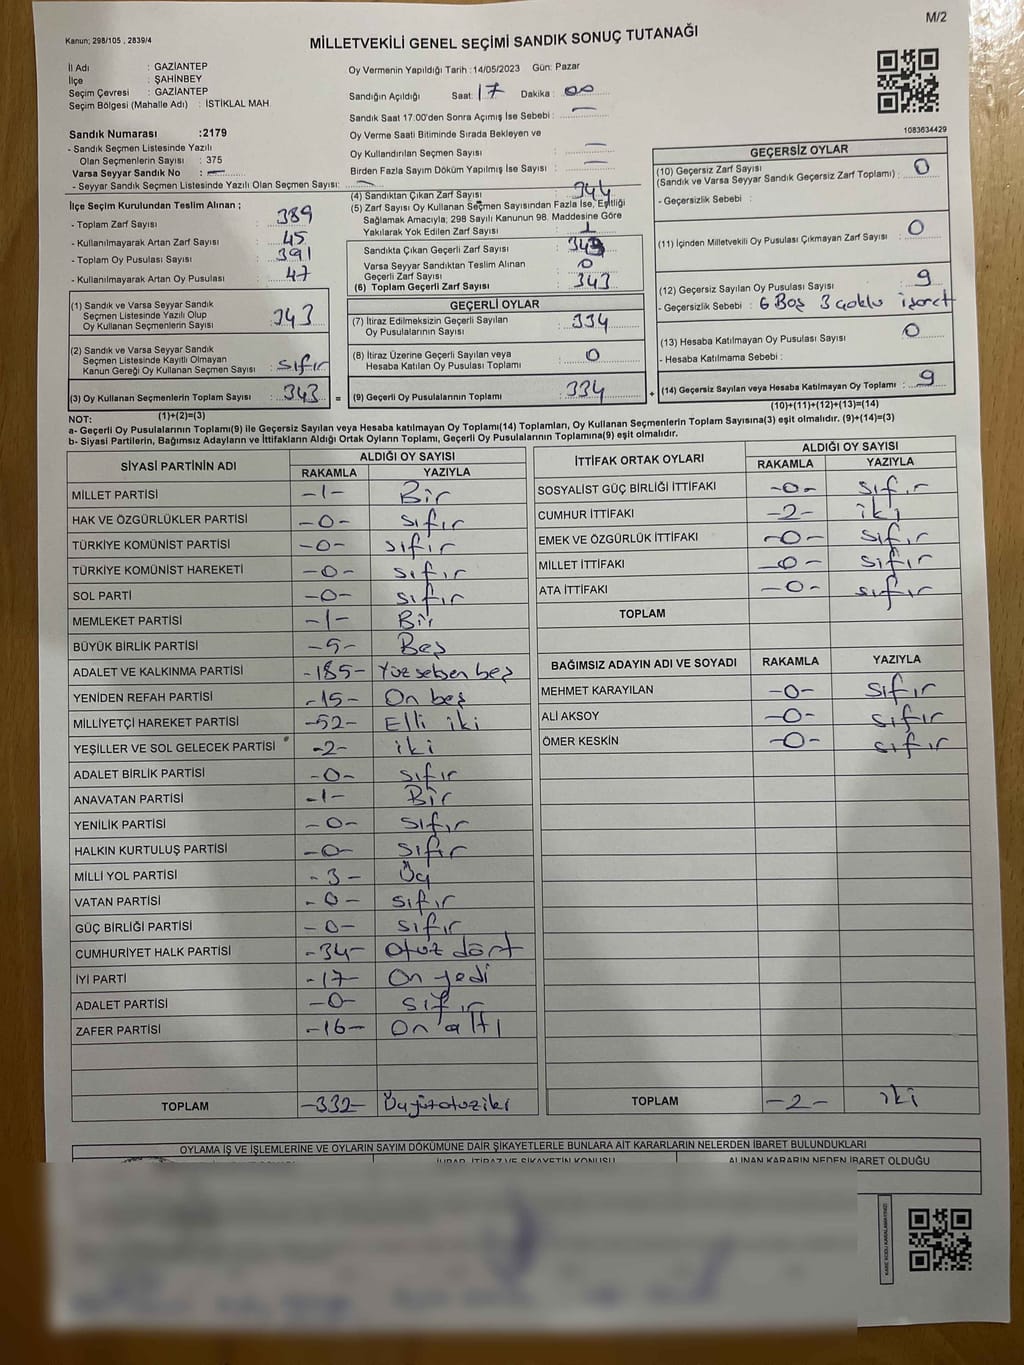 M/2
Kanun; 298/105 , 2839/4
MİLLETVEKİLİ GENEL SEÇİMİ SANDIK SONUÇ TUTANAĞI
İl Adı : GAZİANTEP
İlçe : ŞAHİNBEY
Seçim Çevresi : GAZİANTEP
Seçim Bölgesi (Mahalle Adı) : İSTİKLAL MAH.
Sandık Numarası :2179
- Sandık Seçmen Listesinde Yazılı
Olan Seçmenlerin Sayısı : 375
Varsa Seyyar Sandık No : —
- Seyyar Sandık Seçmen Listesinde Yazılı Olan Seçmen Sayısı: —
Oy Vermenin Yapıldığı Tarih :14/05/2023 Gün: Pazar
Sandığın Açıldığı Saat: 17 Dakika : 00
Sandık Saat 17.00'den Sonra Açımış İse Sebebi : —
Oy Verme Saati Bitiminde Sırada Bekleyen ve
Oy Kullandırılan Seçmen Sayısı : —
Birden Fazla Sayım Döküm Yapılmış İse Sayısı : —
1083634429
İlçe Seçim Kurulundan Teslim Alınan ;
- Toplam Zarf Sayısı : 389
- Kullanılmayarak Artan Zarf Sayısı : 45
- Toplam Oy Pusulası Sayısı : 391
- Kullanılmayarak Artan Oy Pusulası : 47
(1) Sandık ve Varsa Seyyar Sandık
Seçmen Listesinde Yazılı Olup
Oy Kullanan Seçmenlerin Sayısı : 343
(2) Sandık ve Varsa Seyyar Sandık
Seçmen Listesinde Kayıtlı Olmayan
Kanun Gereği Oy Kullanan Seçmen Sayısı : sıfır
(3) Oy Kullanan Seçmenlerin Toplam Sayısı : 343 =
(1)+(2)=(3)
(4) Sandıktan Çıkan Zarf Sayısı : 344
(5) Zarf Sayısı Oy Kullanan Seçmen Sayısından Fazla İse, Eşitliği
Sağlamak Amacıyla; 298 Sayılı Kanunun 98. Maddesine Göre
Yakılarak Yok Edilen Zarf Sayısı : 1
Sandıkta Çıkan Geçerli Zarf Sayısı : 343
Varsa Seyyar Sandıktan Teslim Alınan
Geçerli Zarf Sayısı : 0
(6) Toplam Geçerli Zarf Sayısı : 343
GEÇERLİ OYLAR
(7) İtiraz Edilmeksizin Geçerli Sayılan
Oy Pusulalarının Sayısı : 334
(8) İtiraz Üzerine Geçerli Sayılan veya
Hesaba Katılan Oy Pusulası Toplamı : 0
(9) Geçerli Oy Pusulalarının Toplamı : 334 +
GEÇERSİZ OYLAR
(10) Geçersiz Zarf Sayısı
(Sandık ve Varsa Seyyar Sandık Geçersiz Zarf Toplamı) : 0
- Geçersizlik Sebebi :
(11) İçinden Milletvekili Oy Pusulası Çıkmayan Zarf Sayısı : 0
(12) Geçersiz Sayılan Oy Pusulası Sayısı : 9
- Geçersizlik Sebebi : 6 Boş 3 çoklu işaret
(13) Hesaba Katılmayan Oy Pusulası Sayısı : 0
- Hesaba Katılmama Sebebi :
(14) Geçersiz Sayılan veya Hesaba Katılmayan Oy Toplamı : 9
(10)+(11)+(12)+(13)=(14)
NOT:
a- Geçerli Oy Pusulalarının Toplamı(9) ile Geçersiz Sayılan veya Hesaba katılmayan Oy Toplamı(14) Toplamları, Oy Kullanan Seçmenlerin Toplam Sayısına(3) eşit olmalıdır. (9)+(14)=(3)
b- Siyasi Partilerin, Bağımsız Adayların ve İttifakların Aldığı Ortak Oyların Toplamı, Geçerli Oy Pusulalarının Toplamına(9) eşit olmalıdır.
SİYASİ PARTİNİN ADI ALDIĞI OY SAYISI
RAKAMLA YAZIYLA
MİLLET PARTİSİ -1- Bir
HAK VE ÖZGÜRLÜKLER PARTİSİ -0- sıfır
TÜRKİYE KOMÜNİST PARTİSİ -0- sıfır
TÜRKİYE KOMÜNİST HAREKETİ -0- sıfır
SOL PARTİ -0- sıfır
MEMLEKET PARTİSİ -1- Bir
BÜYÜK BİRLİK PARTİSİ -5- Beş
ADALET VE KALKINMA PARTİSİ -185- Yüz seksen beş
YENİDEN REFAH PARTİSİ -15- On beş
MİLLİYETÇİ HAREKET PARTİSİ -52- Elli iki
YEŞİLLER VE SOL GELECEK PARTİSİ -2- iki
ADALET BİRLİK PARTİSİ -0- sıfır
ANAVATAN PARTİSİ -1- Bir
YENİLİK PARTİSİ -0- sıfır
HALKIN KURTULUŞ PARTİSİ -0- sıfır
MİLLİ YOL PARTİSİ -3- Üç
VATAN PARTİSİ -0- sıfır
GÜÇ BİRLİĞİ PARTİSİ -0- sıfır
CUMHURİYET HALK PARTİSİ -34- Otuz dört
İYİ PARTİ -17- On yedi
ADALET PARTİSİ -0- sıfır
ZAFER PARTİSİ -16- On altı
TOPLAM -332- Üçyüzotuziki
İTTİFAK ORTAK OYLARI ALDIĞI OY SAYISI
RAKAMLA YAZIYLA
SOSYALİST GÜÇ BİRLİĞİ İTTİFAKI -0- sıfır
CUMHUR İTTİFAKI -2- iki
EMEK VE ÖZGÜRLÜK İTTİFAKI -0- sıfır
MİLLET İTTİFAKI -0- sıfır
ATA İTTİFAKI -0- sıfır
TOPLAM
BAĞIMSIZ ADAYIN ADI VE SOYADI RAKAMLA YAZIYLA
MEHMET KARAYILAN -0- sıfır
ALİ AKSOY -0- sıfır
ÖMER KESKİN -0- sıfır
TOPLAM -2- iki
OYLAMA İŞ VE İŞLEMLERİNE VE OYLARIN SAYIM DÖKÜMÜNE DAİR ŞİKAYETLERLE BUNLARA AİT KARARLARIN NELERDEN İBARET BULUNDUKLARI
İHBAR, İTİRAZ VE ŞİKAYETİN KONUSU
ALINAN KARARIN NEDEN İBARET OLDUĞU
KARE KODU KARALAMAYINIZ!